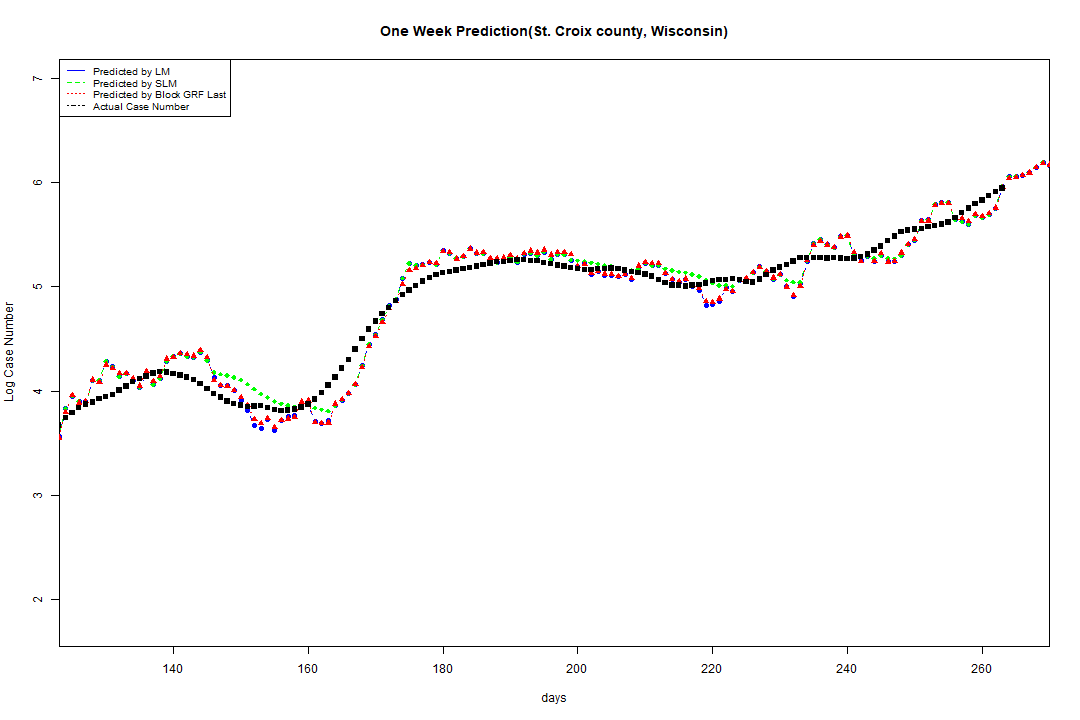 One Week Prediction(St. Croix county, Wisconsin)
Predicted by LM
Predicted by SLM
Predicted by Block GRF Last
Actual Case Number
7
6
5
4
3
2
Log Case Number
140 160 180 200 220 240 260
days